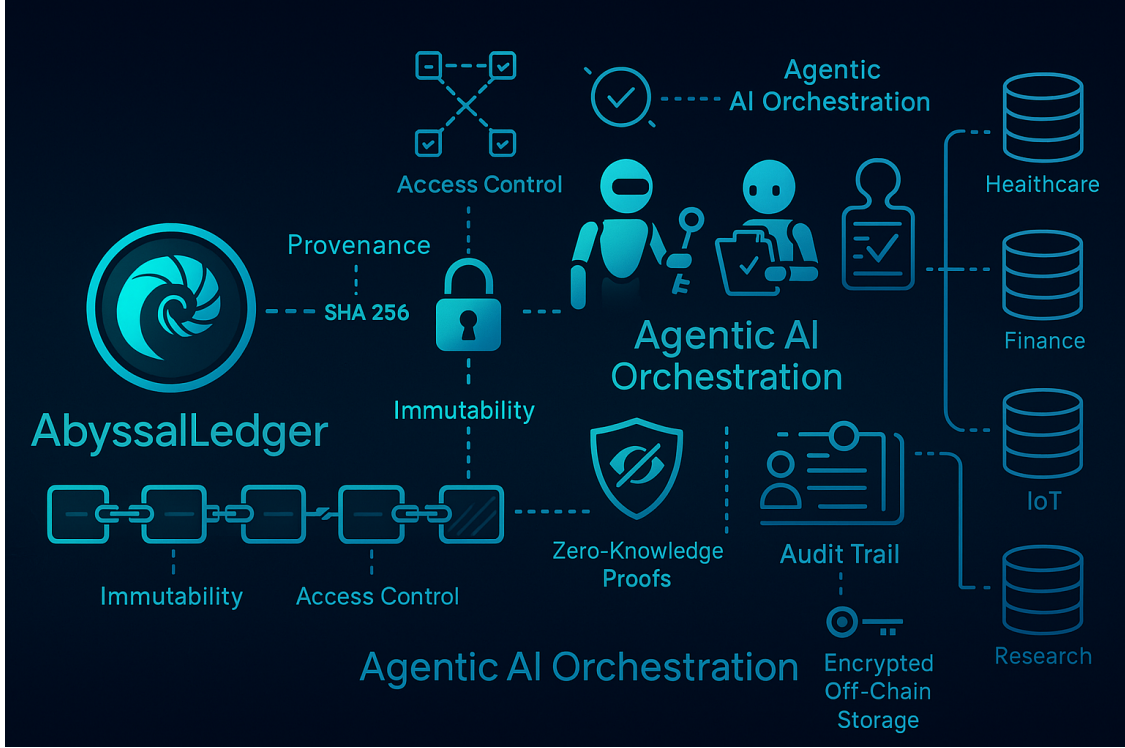 Agentic
AI Orchestration
Access Control
Heaithcare
Provenance
SHA 256
Agentic AI
Orchestration
Finance
Immutability
AbyssalLedger
IoT
Zero-Knowledge
Proofs
Audit Trail
Immutability
Access Control
Agentic AI Orchestration
Encrypted
Off-Chain
Storage
Research